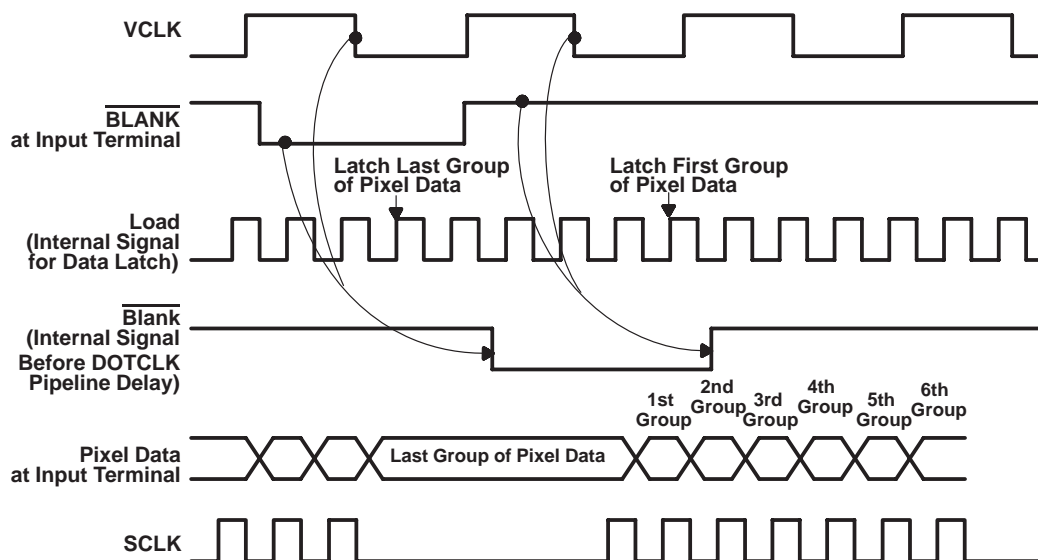 VCLK
BLANK
at Input Terminal
Latch Last Group
of Pixel Data
Latch First Group
of Pixel Data
Load
(Internal Signal
for Data Latch)
Blank
(Internal Signal
Before DOTCLK
Pipeline Delay)
1st
Group
2nd
Group
3rd
Group
4th
Group
5th
Group
6th
Group
Pixel Data
at Input Terminal
Last Group of Pixel Data
SCLK